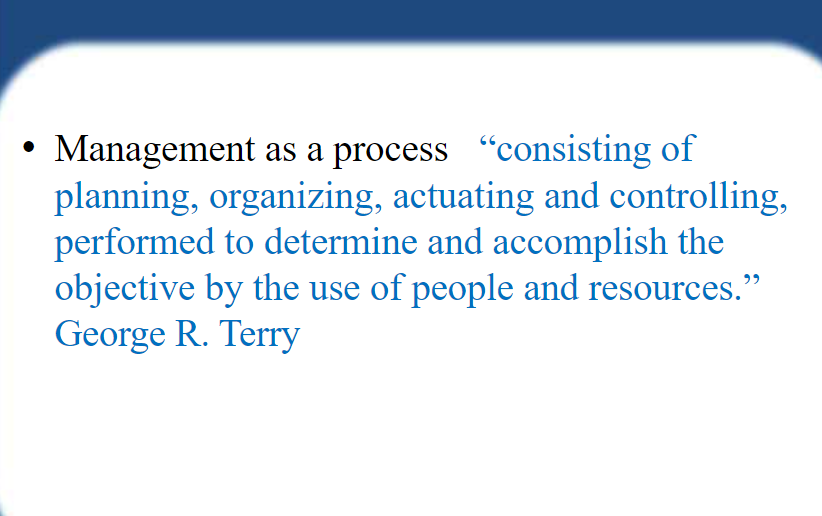 • Management as a process “consisting of
planning, organizing, actuating and controlling,
performed to determine and accomplish the
objective by the use of people and resources.”
George R. Terry